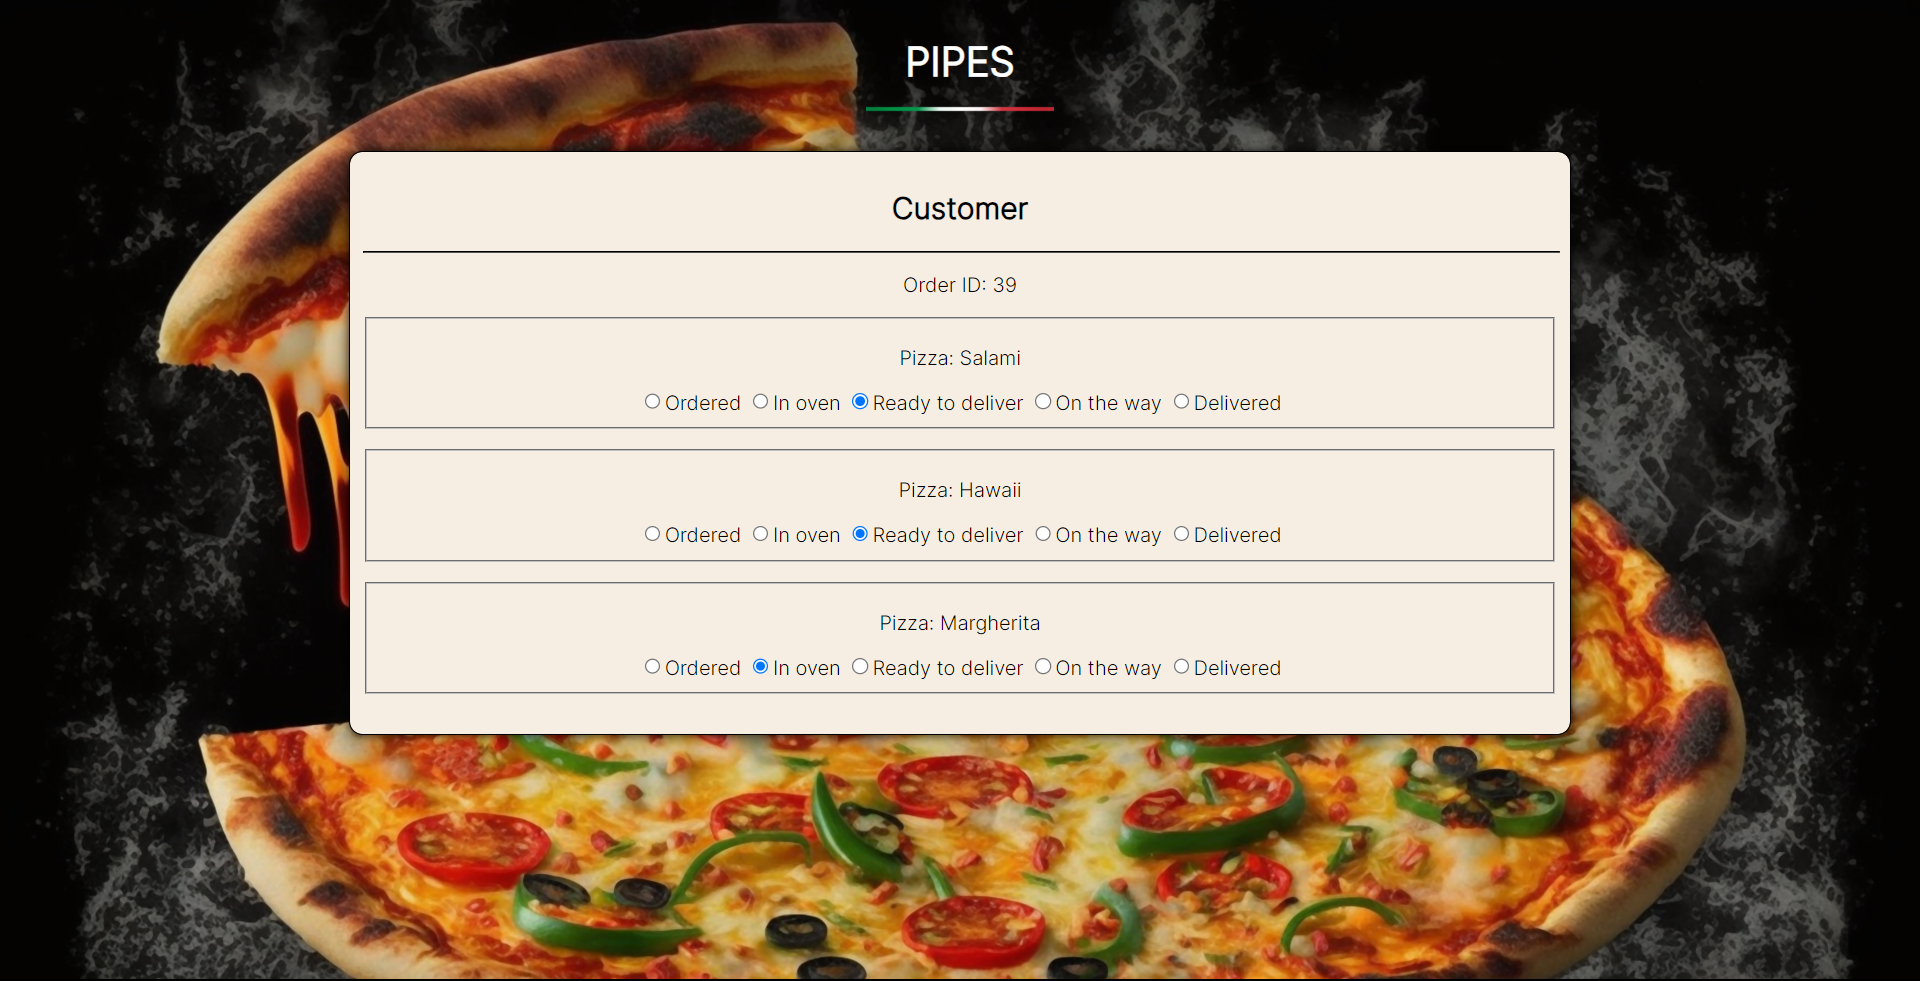 PIPES
Customer
Order ID: 39
Pizza: Salami
Ordered In oven Ready to deliver On the way Delivered
Pizza: Hawaii
Ordered In oven Ready to deliver On the way Delivered
Pizza: Margherita
Ordered In oven Ready to deliver On the way Delivered